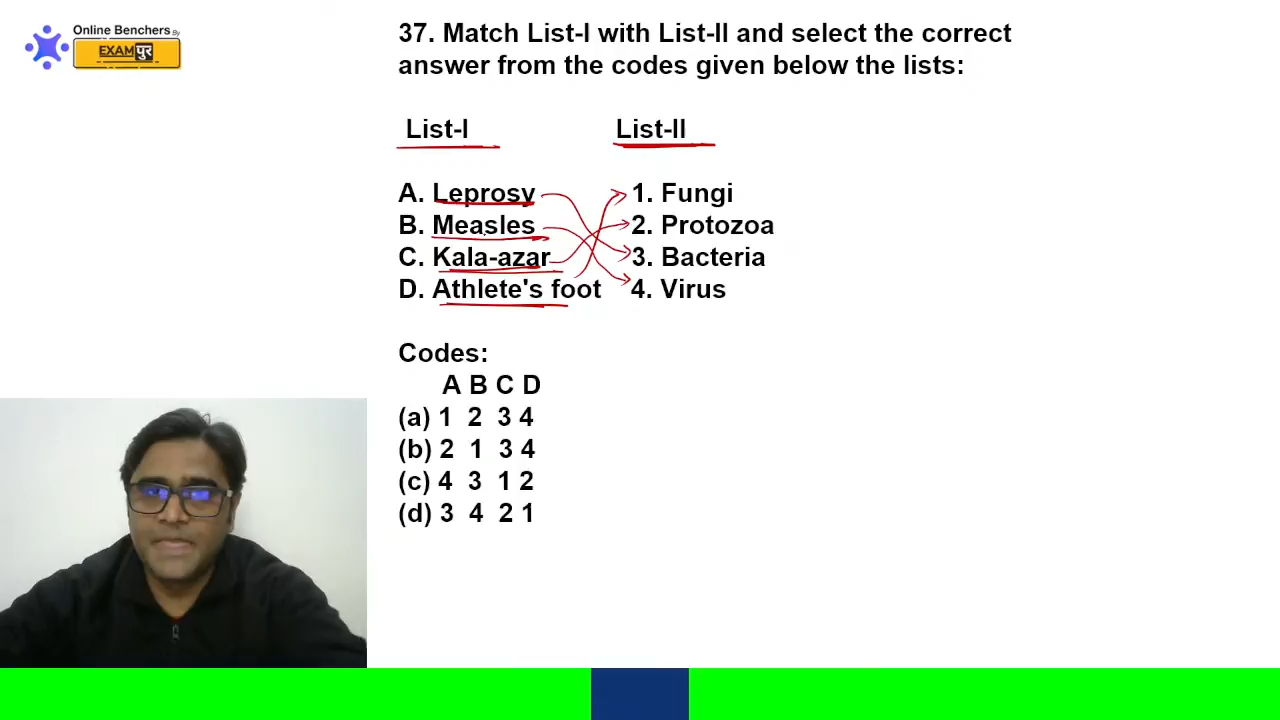 Online Benchers By
EXAM पुर
37. Match List-I with List-II and select the correct
answer from the codes given below the lists:
List-I List-II
A. Leprosy 1. Fungi
B. Measles 2. Protozoa
C. Kala-azar 3. Bacteria
D. Athlete's foot 4. Virus
Codes:
A B C D
(a) 1 2 3 4
(b) 2 1 3 4
(c) 4 3 1 2
(d) 3 4 2 1